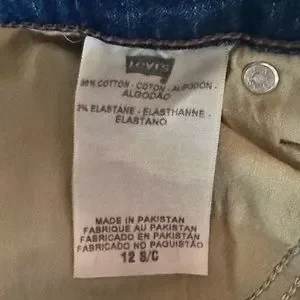 Levi's
98% COTTON - COTON - ALGODÓN -
ALGODÃO
2% ELASTANE - ELASTHANNE -
ELASTANO
MADE IN PAKISTAN
FABRIQUE AU PAKISTAN
FABRICADO EN PAKISTAN
FABRICADO NO PAQUISTÃO
12 S/C